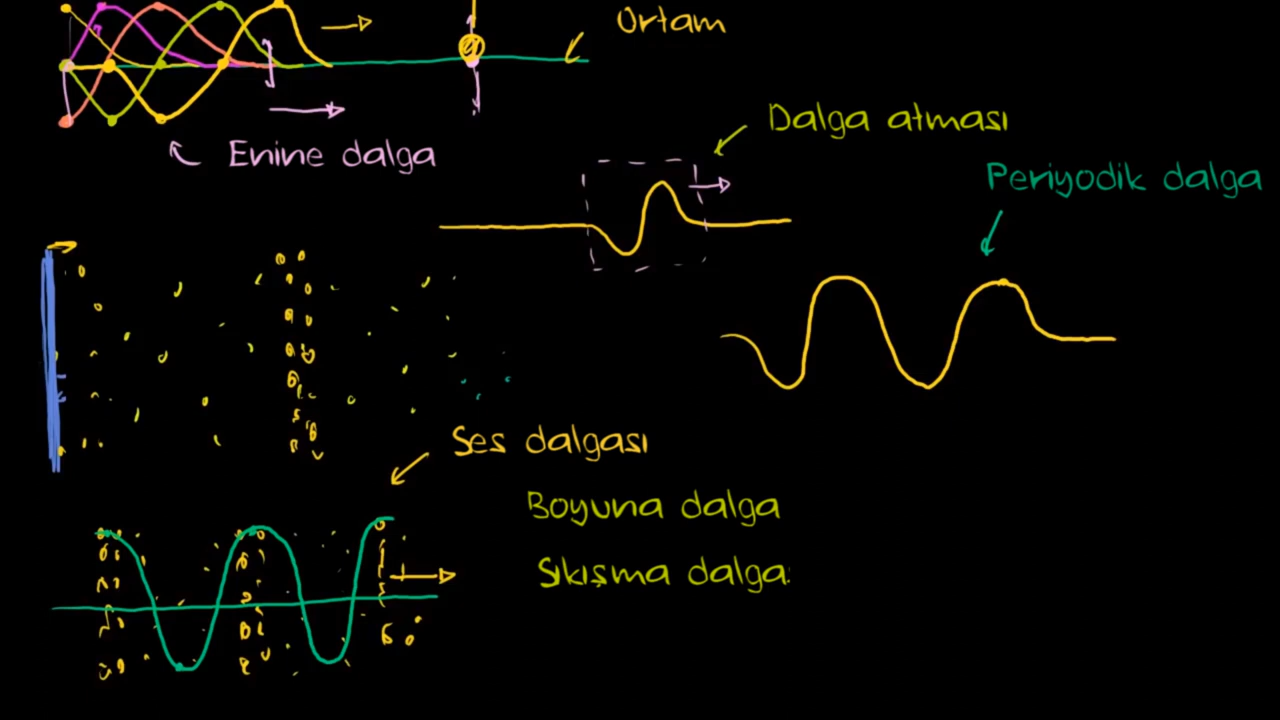 Ortam
Dalga atması
Enine dalga
Periyodik dalga
Ses dalgası
Boyuna dalga
Sıkışma dalga